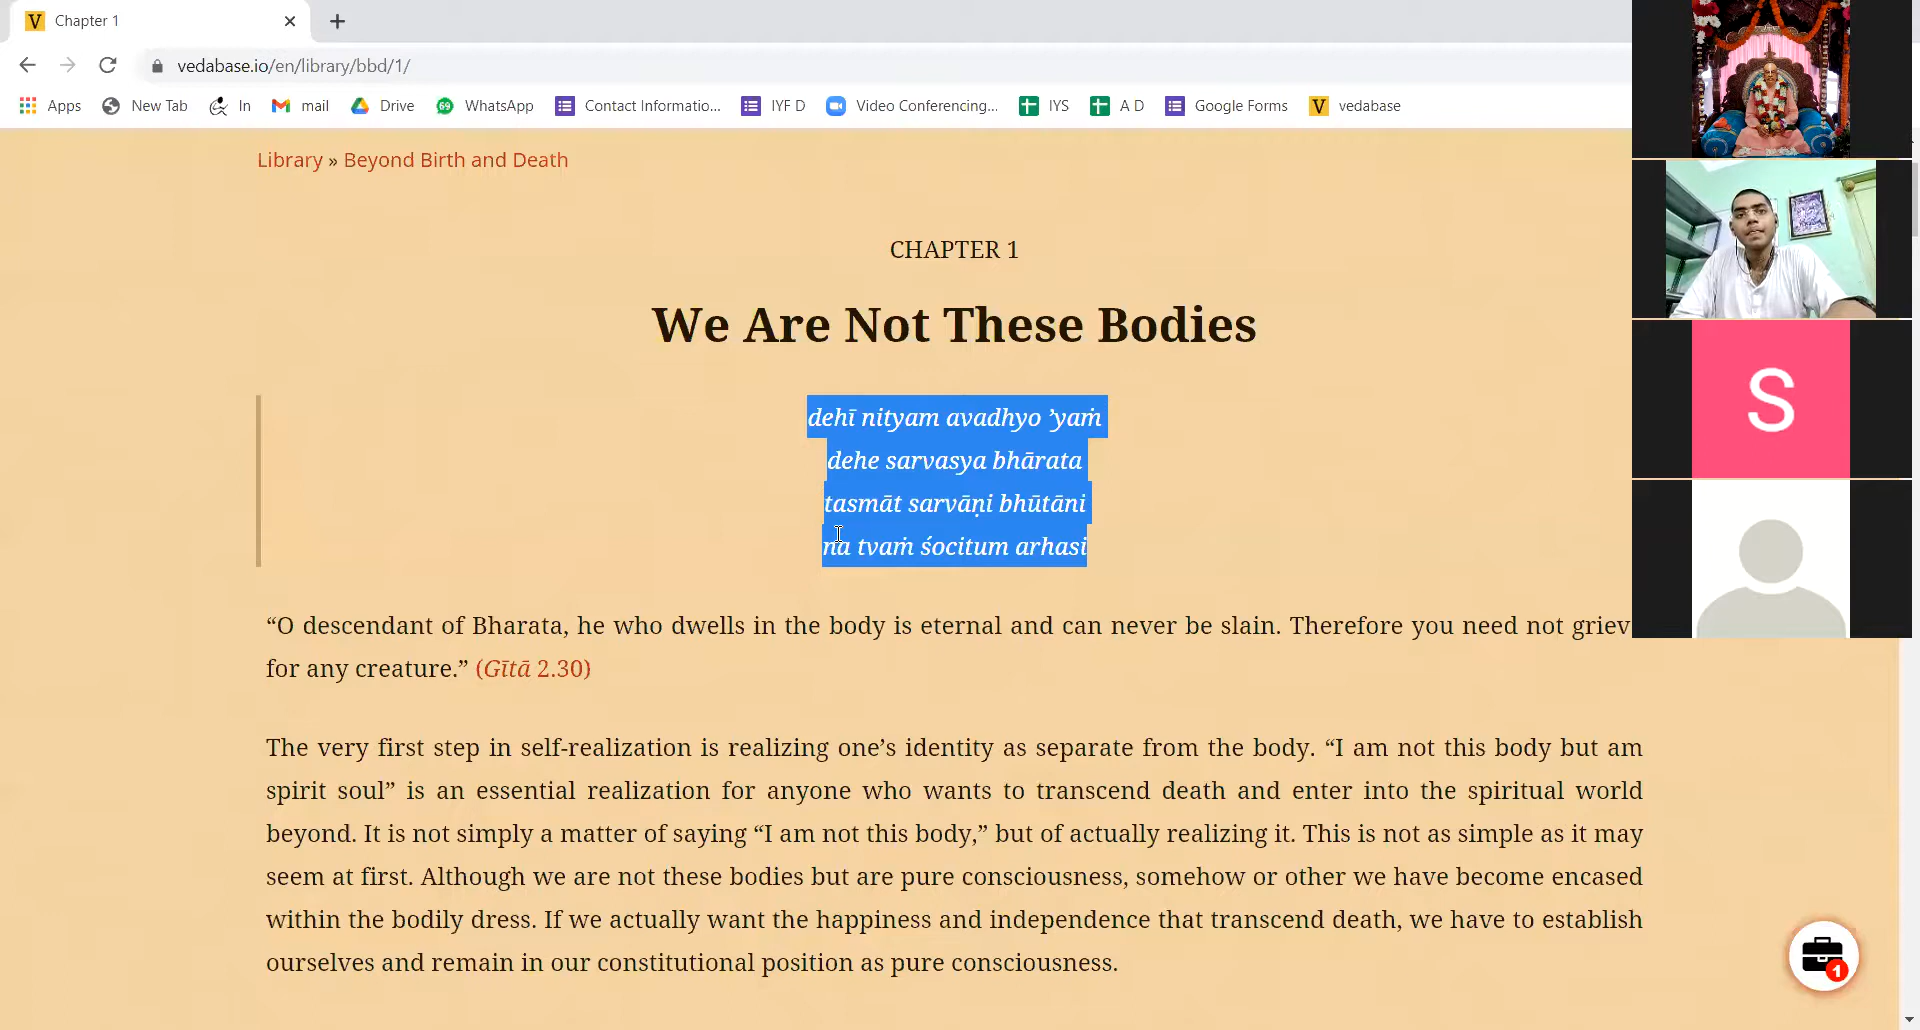 Chapter 1
vedabase.io/en/library/bbd/1/
Apps New Tab In mail Drive WhatsApp Contact Informatio... IYF D Video Conferencing... IYS A D Google Forms vedabase
Library » Beyond Birth and Death
CHAPTER 1
We Are Not These Bodies
dehī nityam avadhyo ’yaṁ
dehe sarvasya bhārata
tasmāt sarvāṇi bhūtāni
na tvaṁ śocitum arhasi
“O descendant of Bharata, he who dwells in the body is eternal and can never be slain. Therefore you need not griev
for any creature.” (Gītā 2.30)
The very first step in self-realization is realizing one’s identity as separate from the body. “I am not this body but am
spirit soul” is an essential realization for anyone who wants to transcend death and enter into the spiritual world
beyond. It is not simply a matter of saying “I am not this body,” but of actually realizing it. This is not as simple as it may
seem at first. Although we are not these bodies but are pure consciousness, somehow or other we have become encased
within the bodily dress. If we actually want the happiness and independence that transcend death, we have to establish
ourselves and remain in our constitutional position as pure consciousness.
S
1